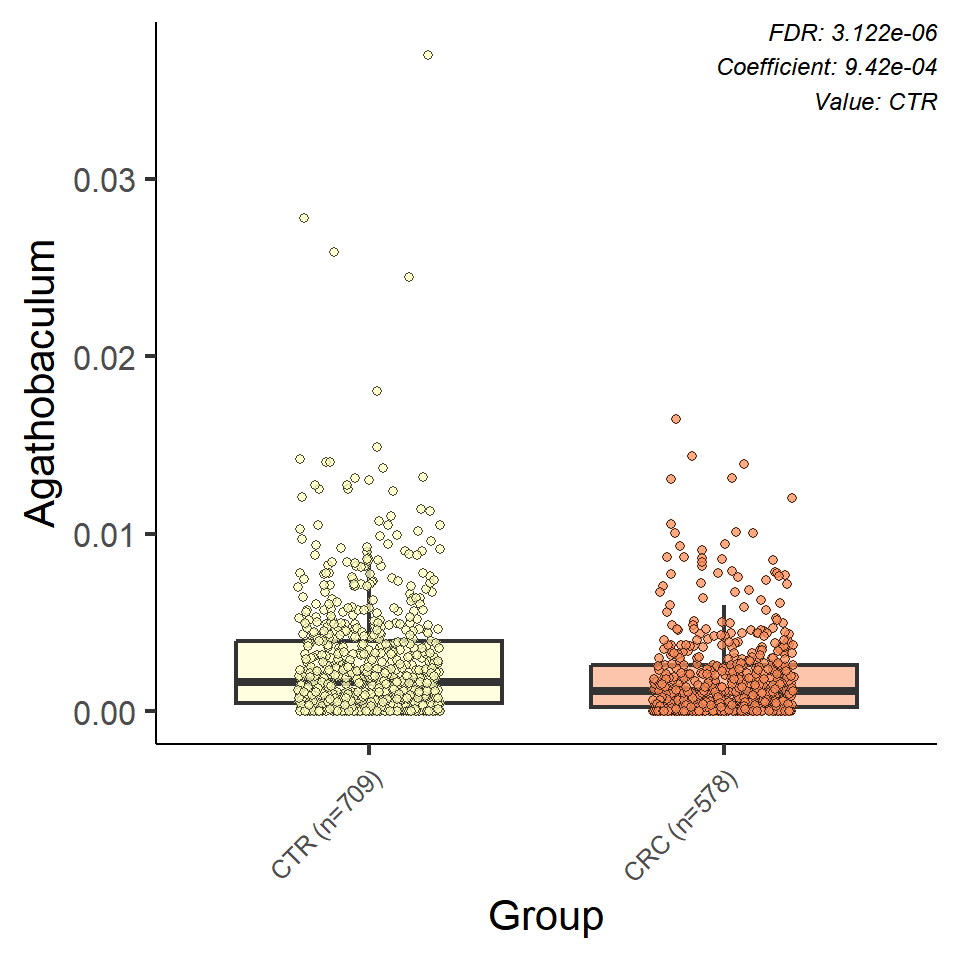 FDR: 3.122e-06
Coefficient: 9.42e-04
Value: CTR
Agathobaculum
0.03
0.02
0.01
0.00
CTR (n=709)
CRC (n=578)
Group